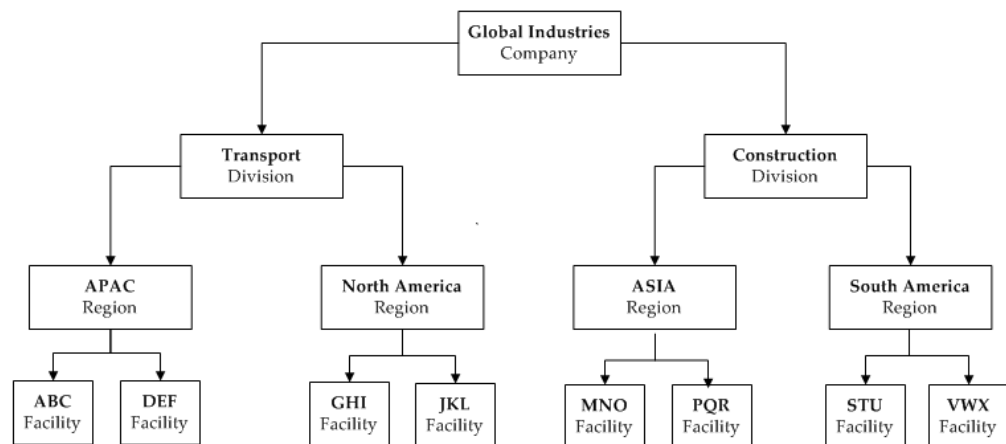 Global Industries
Company
Transport
Division
Construction
Division
APAC
Region
North America
Region
ASIA
Region
South America
Region
ABC
Facility
DEF
Facility
GHI
Facility
JKL
Facility
MNO
Facility
PQR
Facility
STU
Facility
VWX
Facility